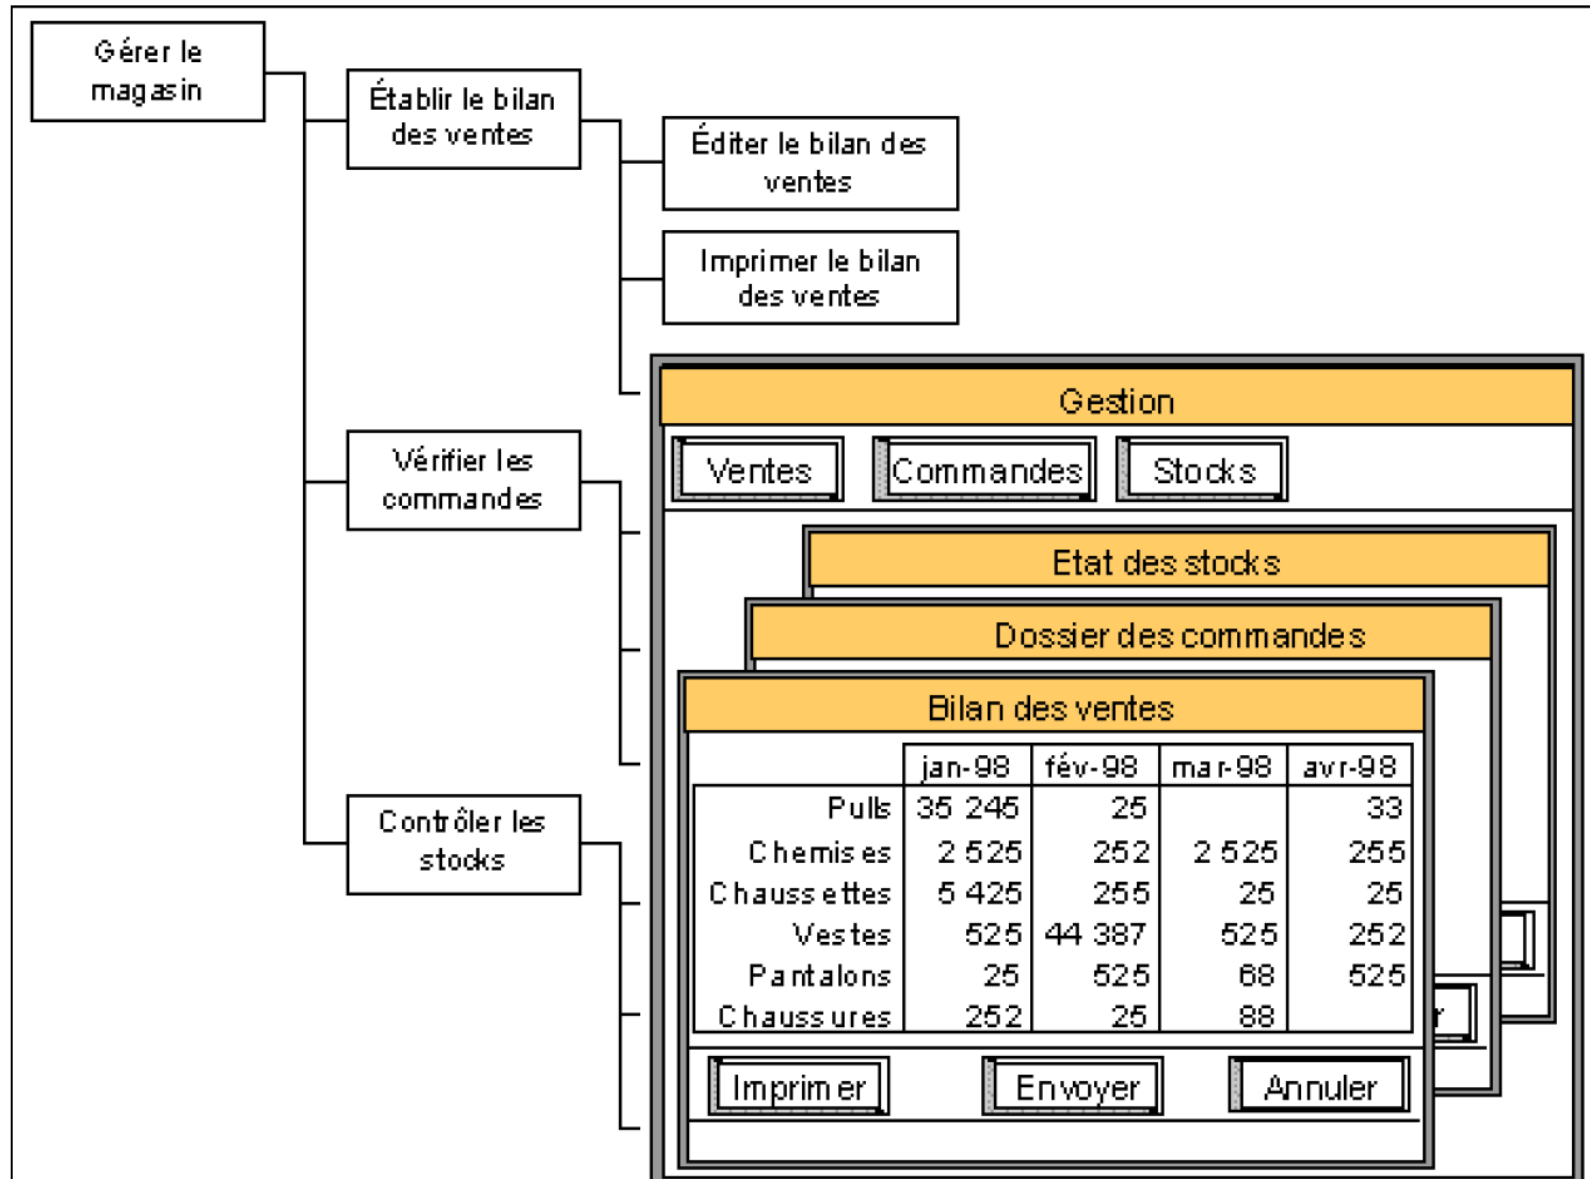 Gérer le
magasin
Établir le bilan
des ventes
Éditer le bilan des
ventes
Imprimer le bilan
des ventes
Vérifier les
commandes
Contrôler les
stocks
Gestion
Ventes Commandes Stocks
Etat des stocks
Dossier des commandes
Bilan des ventes
jan-98 fév-98 mar-98 avr-98
Pulls 35 245 25 33
Chemises 2 525 252 2 525 255
Chaussettes 5 425 255 25 25
Vestes 525 44 387 525 252
Pantalons 25 525 68 525
Chaussures 252 25 88
Imprimer Envoyer Annuler